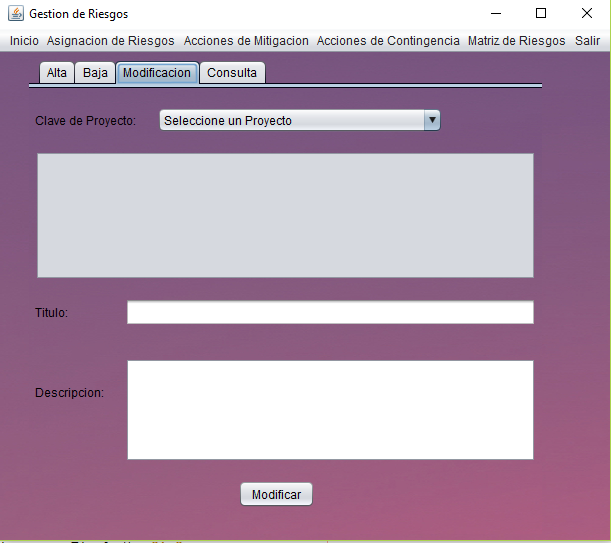 Gestion de Riesgos
Inicio Asignacion de Riesgos Acciones de Mitigacion Acciones de Contingencia Matriz de Riesgos Salir
Alta Baja Modificacion Consulta
Clave de Proyecto: Seleccione un Proyecto
Titulo:
Descripcion:
Modificar